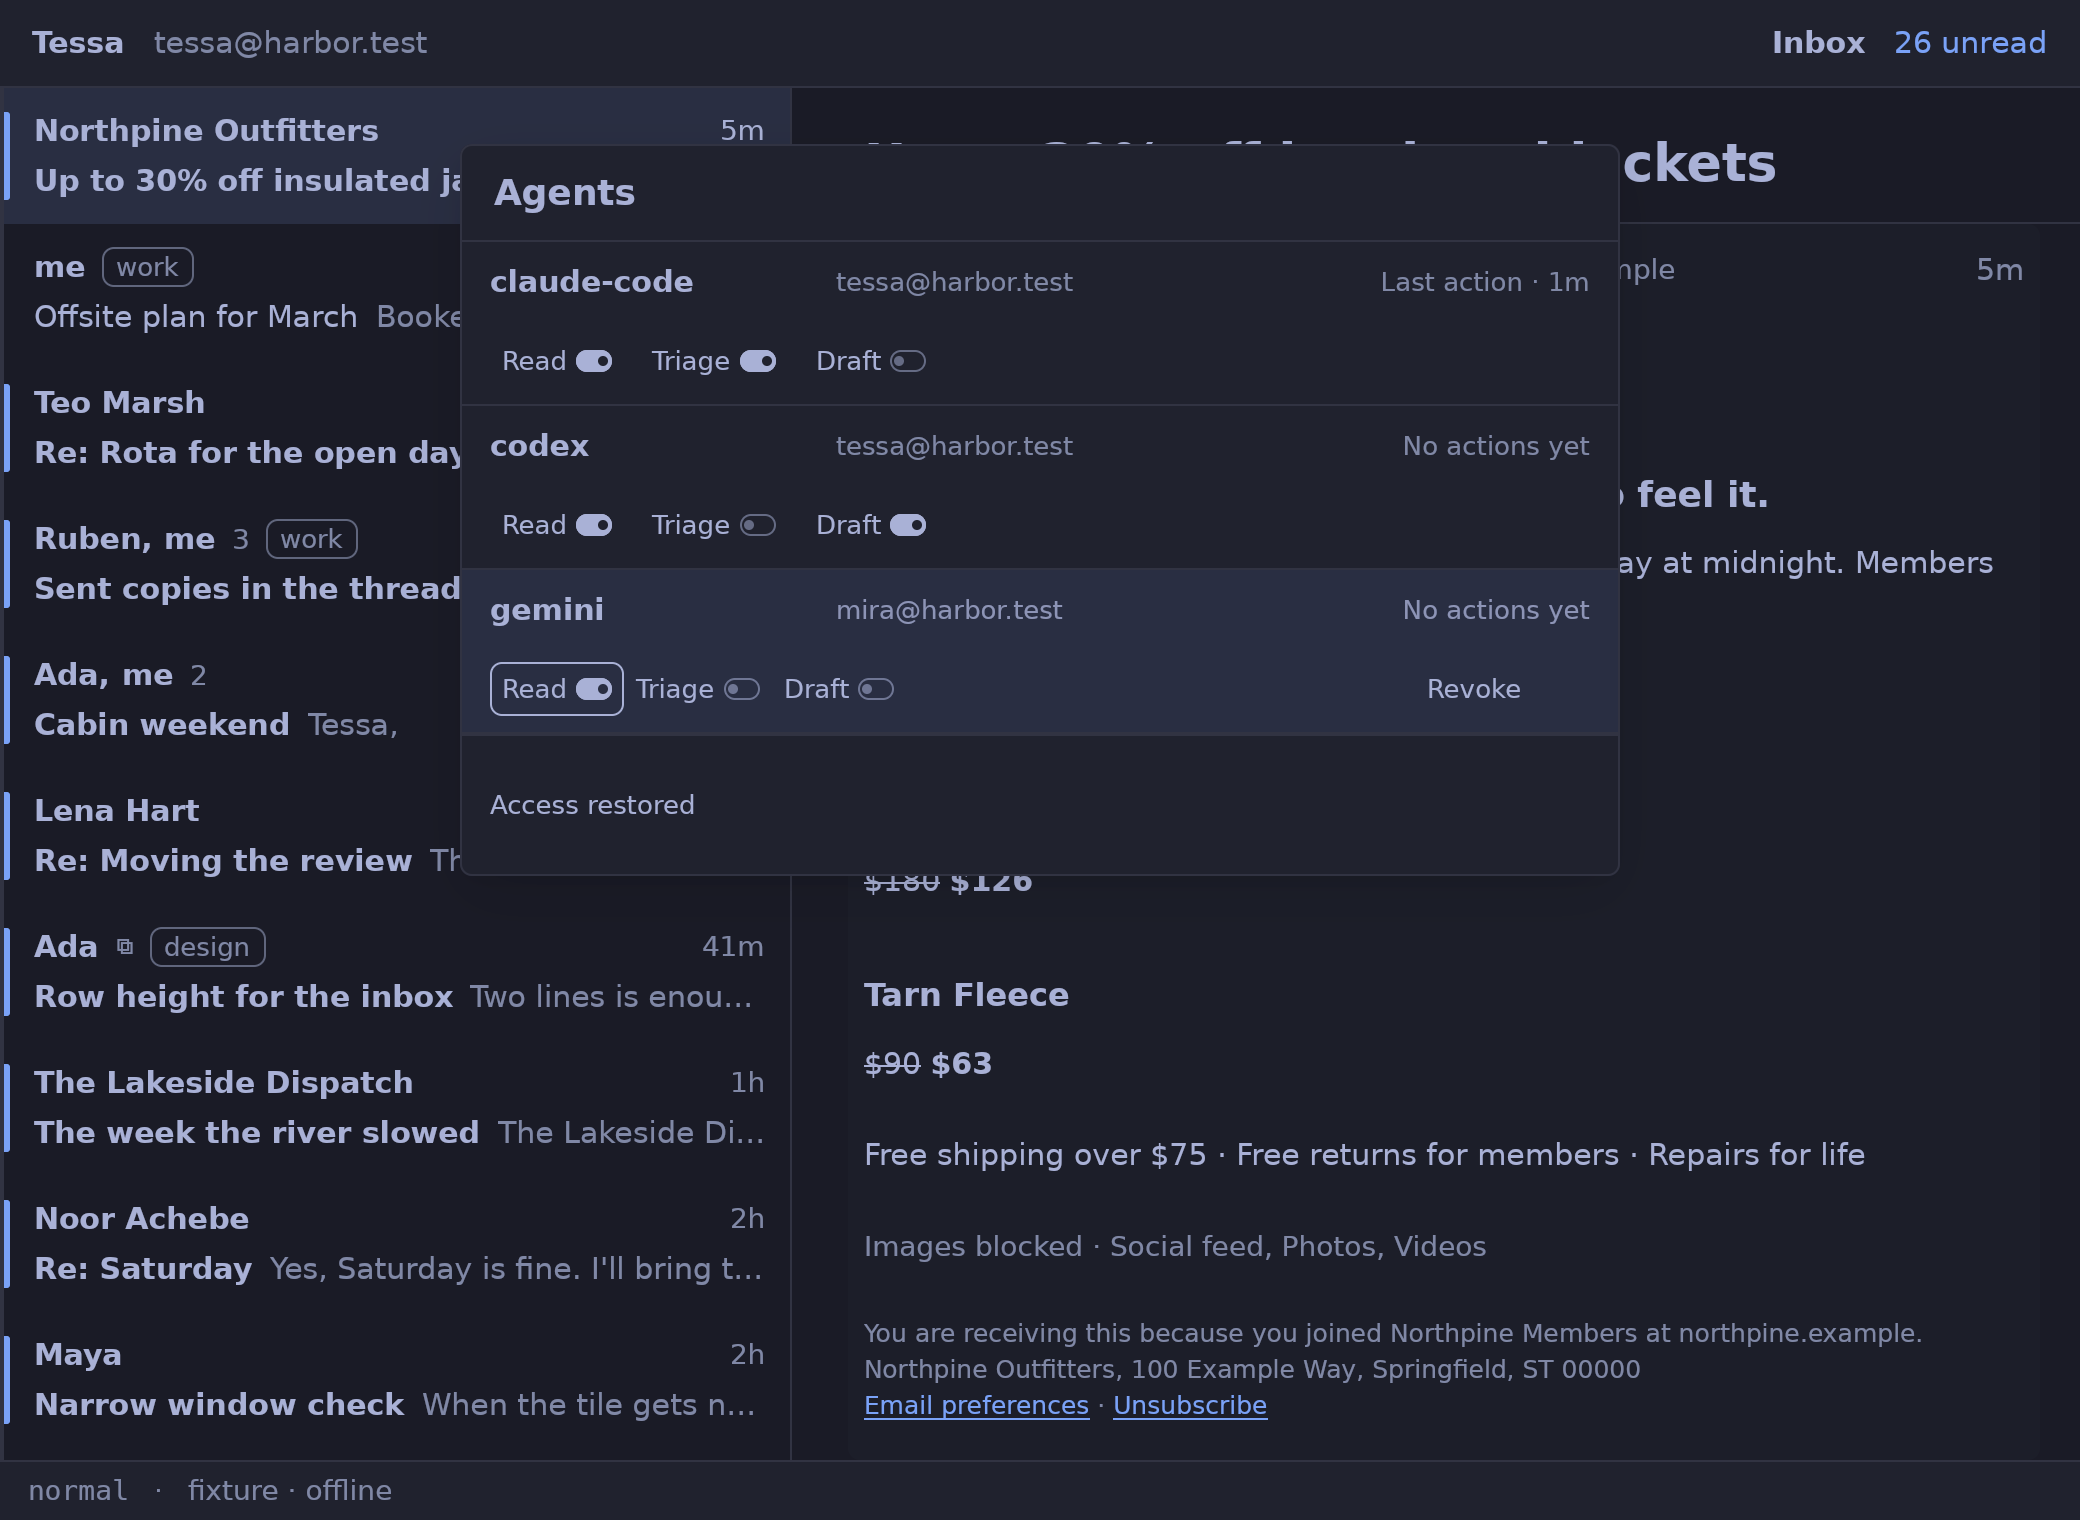 Tessa tessa@harbor.test Inbox 26 unread
Northpine Outfitters 5m
Up to 30% off insulated
me work
Offsite plan for March
Teo Marsh
Re: Rota for the open day
Ruben, me 3 work
Sent copies in the thread
Ada, me 2
Cabin weekend Tessa,
Lena Hart
Re: Moving the review
Ada design 41m
Row height for the inbox Two lines is enou...
The Lakeside Dispatch 1h
The week the river slowed The Lakeside Di...
Noor Achebe 2h
Re: Saturday Yes, Saturday is fine. I'll bring t...
Maya 2h
Narrow window check When the tile gets n...
Agents
claude-code tessa@harbor.test Last action · 1m
Read Triage Draft
codex tessa@harbor.test No actions yet
Read Triage Draft
gemini mira@harbor.test No actions yet
Read Triage Draft Revoke
Access restored
ckets
mple 5m
feel it.
ay at midnight. Members
$180 $126
Tarn Fleece
$90 $63
Free shipping over $75 · Free returns for members · Repairs for life
Images blocked · Social feed, Photos, Videos
You are receiving this because you joined Northpine Members at northpine.example.
Northpine Outfitters, 100 Example Way, Springfield, ST 00000
Email preferences · Unsubscribe
normal · fixture · offline